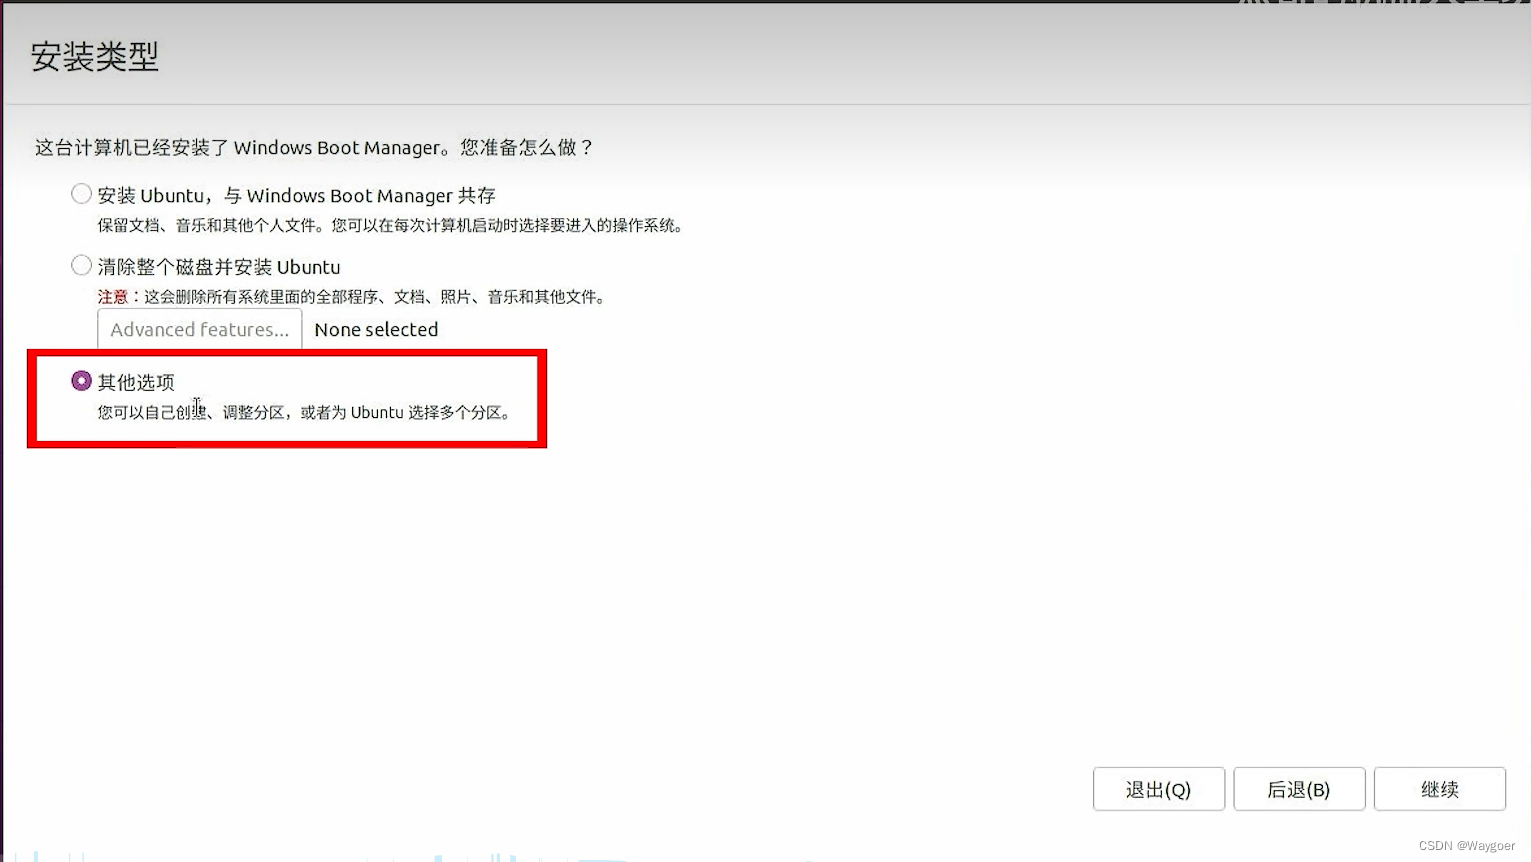 安装类型
这台计算机已经安装了 Windows Boot Manager。您准备怎么做？
安装 Ubuntu，与 Windows Boot Manager 共存
保留文档、音乐和其他个人文件。您可以在每次计算机启动时选择要进入的操作系统。
清除整个磁盘并安装 Ubuntu
注意：这会删除所有系统里面的全部程序、文档、照片、音乐和其他文件。
Advanced features... None selected
其他选项
您可以自己创建、调整分区，或者为 Ubuntu 选择多个分区。
退出(Q) 后退(B) 继续
CSDN @Waygoer